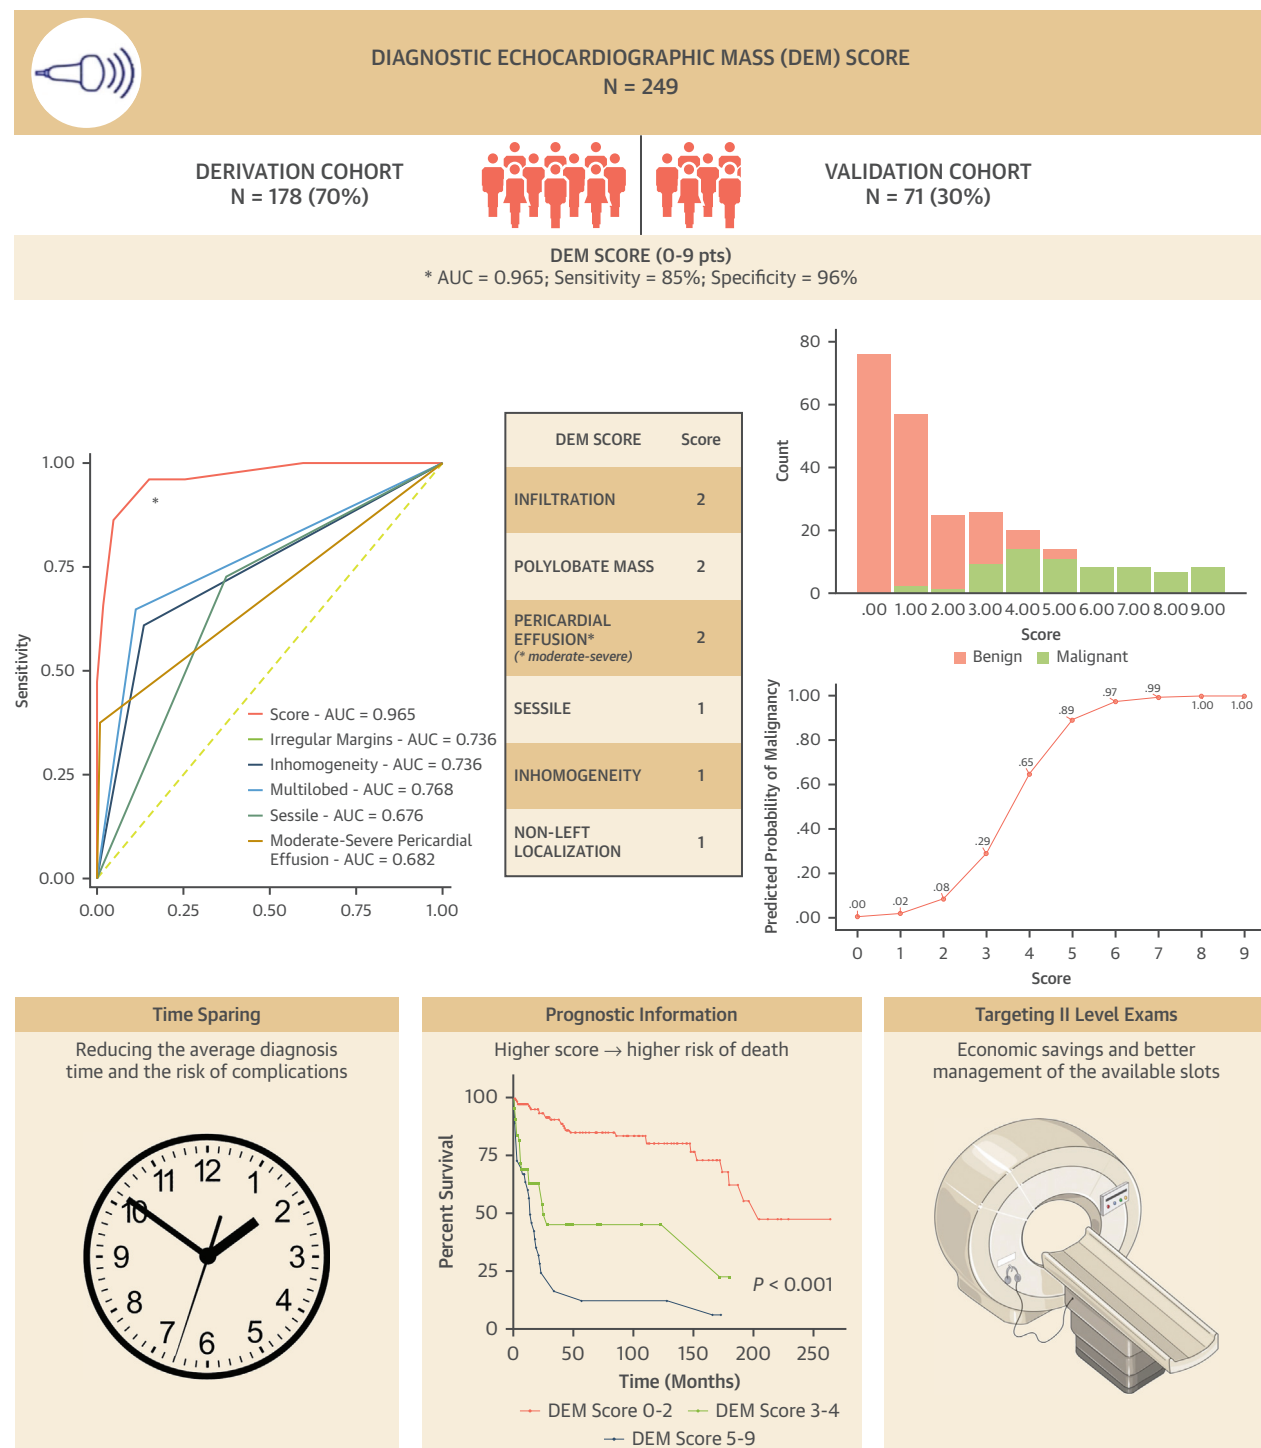 DIAGNOSTIC ECHOCARDIOGRAPHIC MASS (DEM) SCORE
N = 249
DERIVATION COHORT
N = 178 (70%)
VALIDATION COHORT
N = 71 (30%)
DEM SCORE (0-9 pts)
* AUC = 0.965; Sensitivity = 85%; Specificity = 96%
Sensitivity
1.00
0.75
0.50
0.25
0.00
*
Score - AUC = 0.965
Irregular Margins - AUC = 0.736
Inhomogeneity - AUC = 0.736
Multilobed - AUC = 0.768
Sessile - AUC = 0.676
Moderate-Severe Pericardial
Effusion - AUC = 0.682
0.00 0.25 0.50 0.75 1.00
DEM SCORE Score
INFILTRATION 2
POLYLOBATE MASS 2
PERICARDIAL
EFFUSION* 2
(* moderate-severe)
SESSILE 1
INHOMOGENEITY 1
NON-LEFT
LOCALIZATION 1
Count
80
60
40
20
0
.00 1.00 2.00 3.00 4.00 5.00 6.00 7.00 8.00 9.00
Score
Benign Malignant
Predicted Probability of Malignancy
1.00
.80
.60
.40
.20
.00
.00 .02 .08 .29 .65 .89 .97 .99 1.00 1.00
0 1 2 3 4 5 6 7 8 9
Score
Time Sparing
Reducing the average diagnosis
time and the risk of complications
12
1
2
3
4
5
6
7
8
9
10
11
Prognostic Information
Higher score → higher risk of death
Percent Survival
100
75
50
25
0
P < 0.001
0 50 100 150 200 250
Time (Months)
DEM Score 0-2 DEM Score 3-4
DEM Score 5-9
Targeting II Level Exams
Economic savings and better
management of the available slots